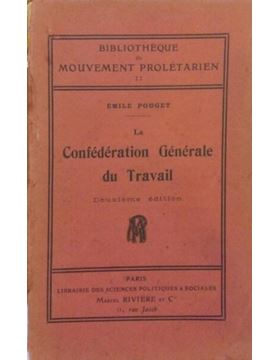 BIBLIOTHÈQUE
du
MOUVEMENT PROLÉTARIEN
II
ÉMILE POUGET
La
Confédération Générale
du Travail
Deuxième édition
PARIS
LIBRAIRIE DES SCIENCES POLITIQUES & SOCIALES
MARCEL RIVIÈRE ET Cie
31, rue Jacob